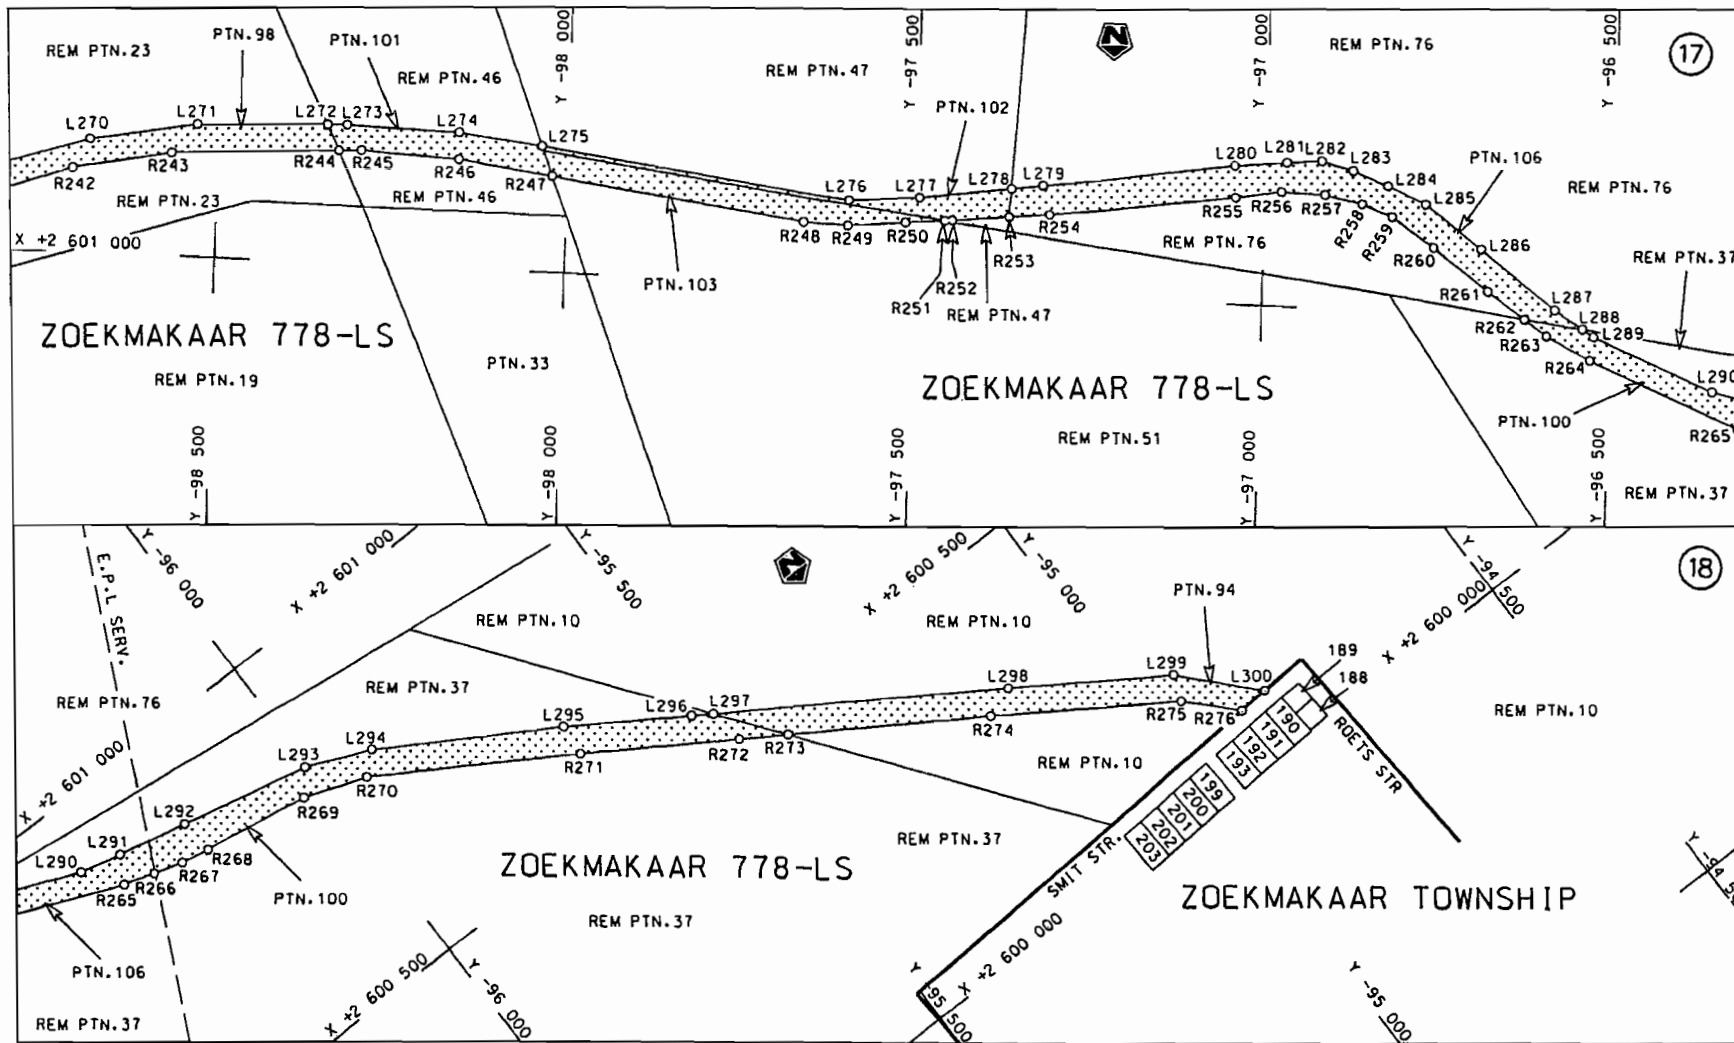 REM PTN.23
PTN.98
PTN.101
REM PTN.46
Y -98 000
REM PTN.47
Y -97 500
N
Y -97 000
REM PTN.76
Y -96 500
17
L270
L271
L272
L273
L274
L275
PTN.102
L276
L277
L278
L279
L280
L281
L282
L283
L284
L285
PTN.106
REM PTN.76
L286
L287
L288
L289
L290
REM PTN.37
R242
R243
R244
R245
R246
R247
REM PTN.23
REM PTN.46
PTN.103
R248
R249
R250
R251
R252
R253
R254
REM PTN.47
REM PTN.76
R255
R256
R257
R258
R259
R260
R261
R262
R263
R264
R265
PTN.100
X +2 601 000
ZOEKMAKAAR 778-LS
REM PTN.19
PTN.33
ZOEKMAKAAR 778-LS
REM PTN.51
REM PTN.37
Y -98 500
Y -98 000
Y -97 500
Y -97 000
Y -96 500
E.P.L SERV.
Y -96 000
X +2 601 000
Y -95 500
N
X +2 600 500
Y -95 000
PTN.94
Y -94 500
X +2 600 000
18
REM PTN.10
REM PTN.10
REM PTN.76
REM PTN.37
X +2 601 000
L290
L291
L292
L293
L294
L295
L296
L297
L298
L299
L300
189
188
REM PTN.10
R265
R266
R267
R268
R269
R270
R271
R272
R273
R274
R275
R276
REM PTN.10
190
191
192
193
199
200
201
202
203
ROETS STR
SMIT STR.
PTN.100
PTN.106
REM PTN.37
ZOEKMAKAAR 778-LS
REM PTN.37
REM PTN.37
ZOEKMAKAAR TOWNSHIP
X +2 600 500
Y -96 000
Y -95 500
X +2 600 000
Y -95 000